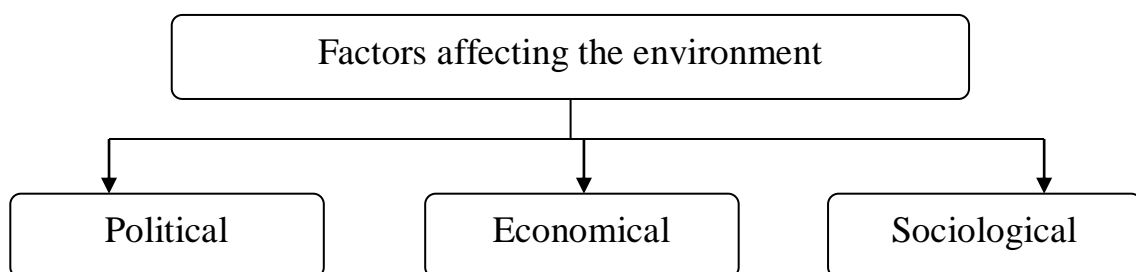 Factors affecting the environment
Political
Economical
Sociological